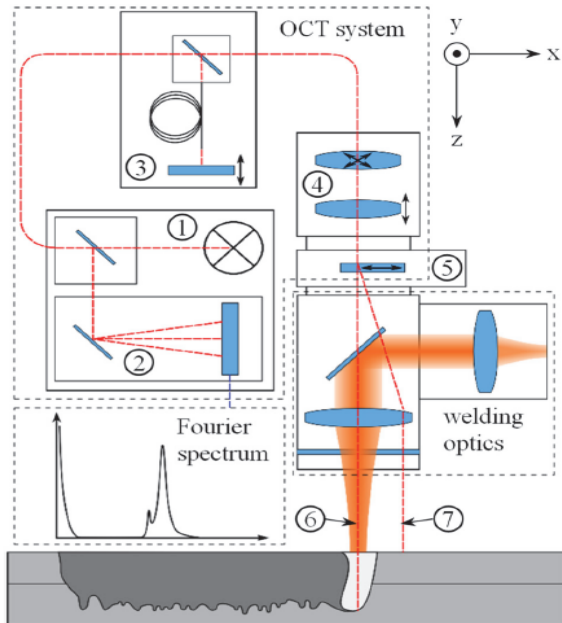 OCT system
y
x
z
3
4
1
5
2
welding
optics
Fourier
spectrum
6
7